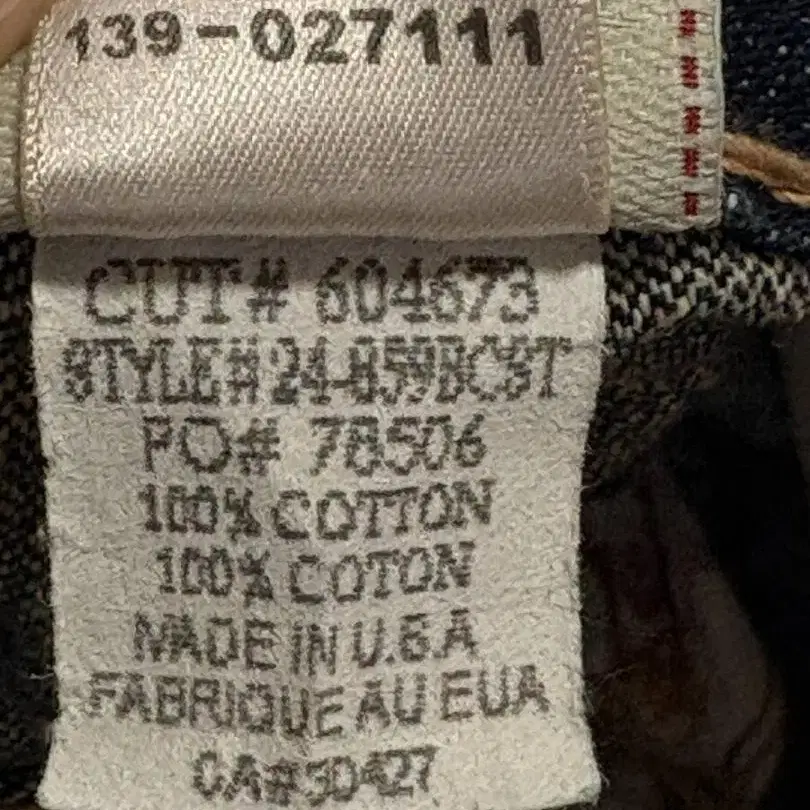 139-027111
CUT# 604673
STYLE# 24-859BCST
PO# 78506
100% COTTON
100% COTON
MADE IN U.S.A
FABRIQUE AU EUA
CA#30427